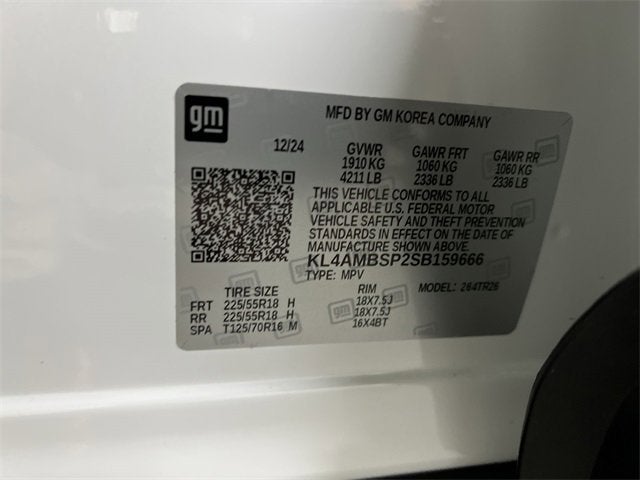 gm
MFD BY GM KOREA COMPANY
12/24 GVWR GAWR FRT GAWR RR
1910 KG 1060 KG 1060 KG
4211 LB 2336 LB 2336 LB
THIS VEHICLE CONFORMS TO ALL
APPLICABLE U.S. FEDERAL MOTOR
VEHICLE SAFETY AND THEFT PREVENTION
STANDARDS IN EFFECT ON THE DATE OF
MANUFACTURE SHOWN ABOVE.
KL4AMBSP2SB159666
TYPE: MPV
TIRE SIZE RIM MODEL: 264TR26
FRT 225/55R18 H 18X7.5J
RR 225/55R18 H 18X7.5J
SPA T125/70R16 M 16X4BT